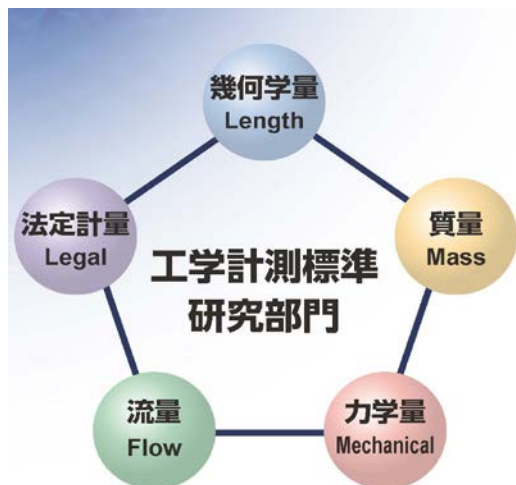 幾何学量
Length
法定計量
Legal
質量
Mass
工学計測標準
研究部門
流量
Flow
力学量
Mechanical